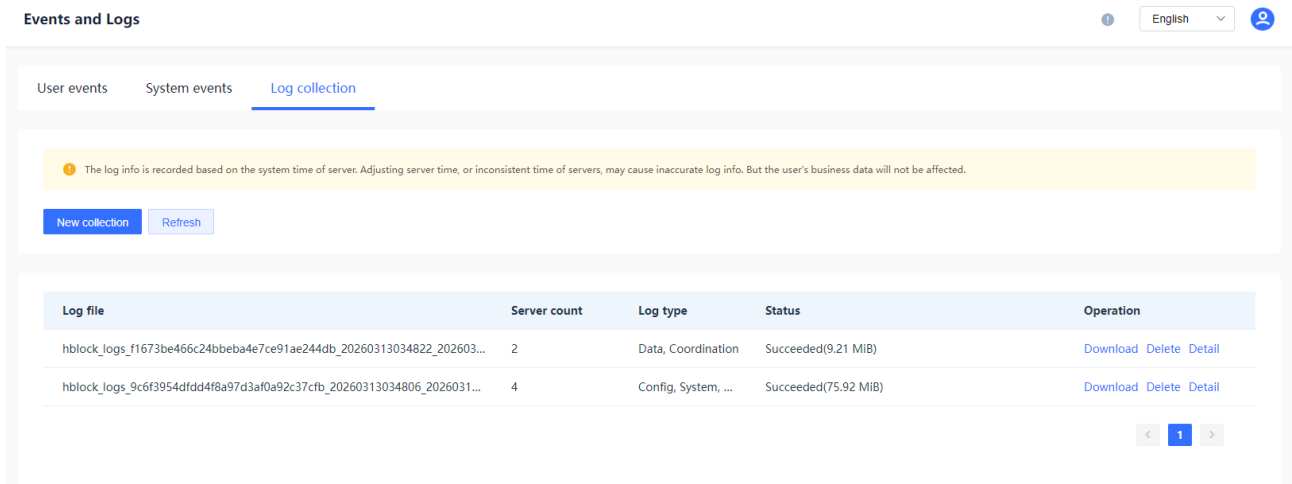 Events and Logs
English
User events System events Log collection
The log info is recorded based on the system time of server. Adjusting server time, or inconsistent time of servers, may cause inaccurate log info. But the user's business data will not be affected.
New collection Refresh
Log file Server count Log type Status Operation
hblock_logs_f1673be466c24bbeba4e7ce91ae244db_20260313034822_202603... 2 Data, Coordination Succeeded(9.21 MiB) Download Delete Detail
hblock_logs_9c6f3954dfdd4f8a97d3af0a92c37cfb_20260313034806_2026031... 4 Config, System, ... Succeeded(75.92 MiB) Download Delete Detail
< 1 >